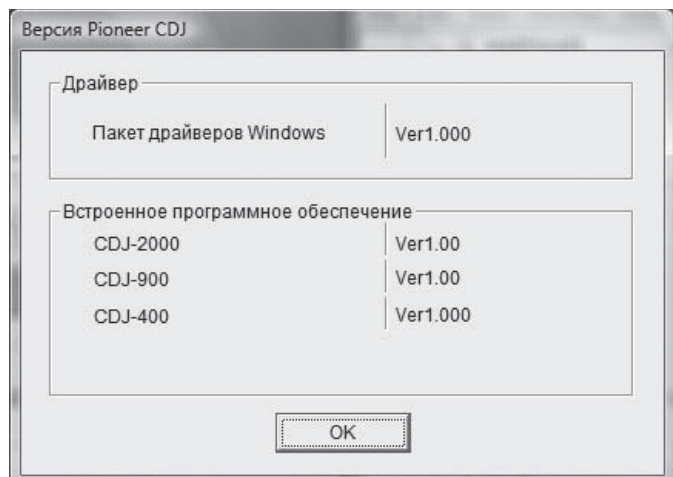 Версия Pioneer CDJ
Драйвер
Пакет драйверов Windows Ver1.000
Встроенное программное обеспечение
CDJ-2000 Ver1.00
CDJ-900 Ver1.00
CDJ-400 Ver1.000
OK